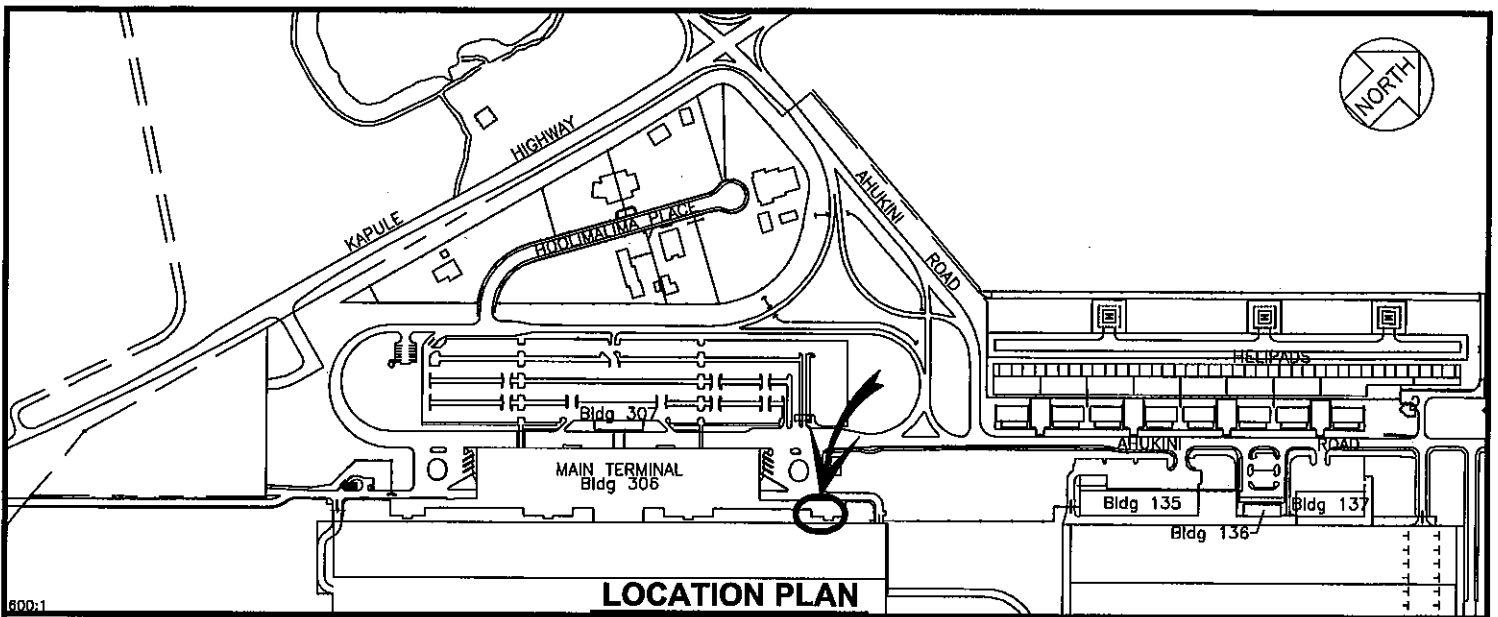 NORTH
HIGHWAY
KAPULE
HOOLIMALIMA PLACE
AHUKINI
ROAD
H
H
H
HELIPADS
Bldg 307
AHUKINI
ROAD
MAIN TERMINAL
Bldg 306
Bldg 135
Bldg 137
Bldg 136
LOCATION PLAN
600:1